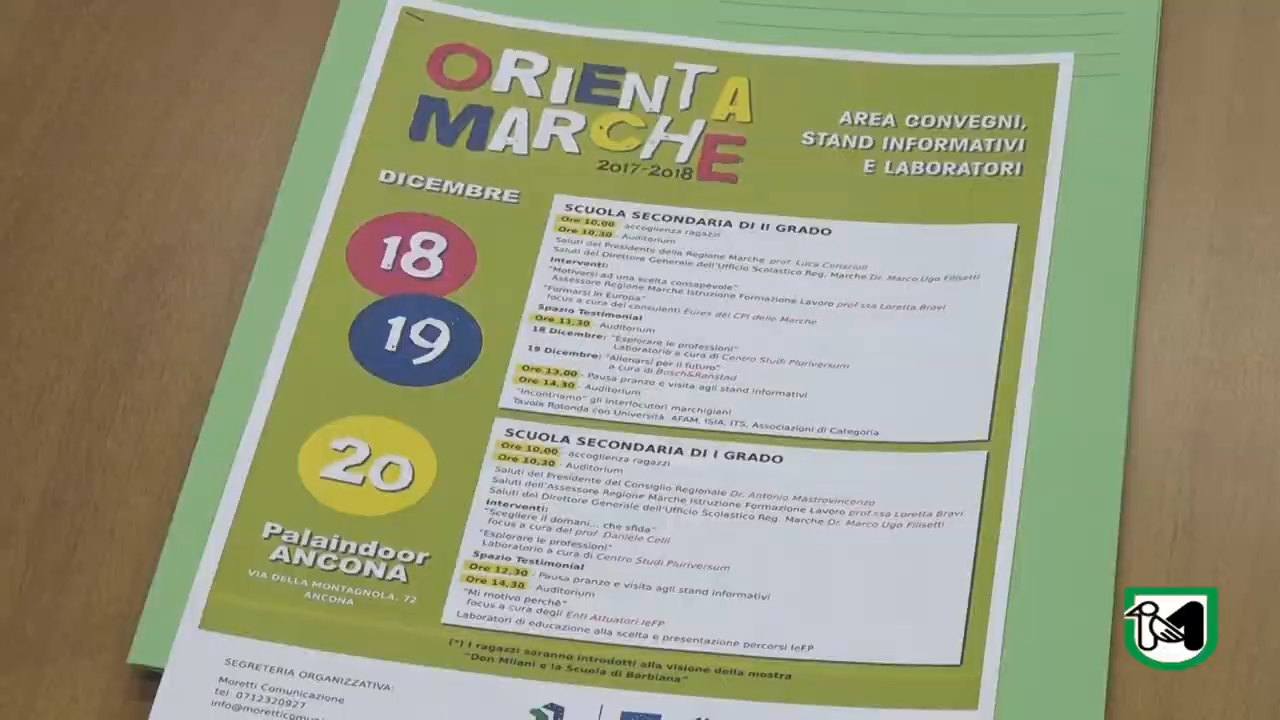 ORIENTA
MARCHE
2017-2018
AREA CONVEGNI,
STAND INFORMATIVI
E LABORATORI
DICEMBRE
18
19
SCUOLA SECONDARIA DI II GRADO
Ore 10,00 - accoglienza ragazzi
Ore 10,30 - Auditorium
Saluti del Presidente della Regione Marche prof. Luca Ceriscioli
Saluti del Direttore Generale dell'Ufficio Scolastico Reg. Marche Dr. Marco Ugo Filisetti
Interventi:
"Motivarsi ad una scelta consapevole"
Assessore Regione Marche Istruzione Formazione Lavoro prof.ssa Loretta Bravi
"Formarsi in Europa"
focus a cura dei consulenti Eures dei CPI delle Marche
Spazio Testimonial
Ore 11,30 - Auditorium
18 Dicembre: "Esplorare le professioni"
Laboratorio a cura di Centro Studi Pluriversum
19 Dicembre: "Allenarsi per il futuro"
a cura di Bosch&Ranstad
Ore 13,00 - Pausa pranzo e visita agli stand informativi
Ore 14,30 - Auditorium
"Incontriamo" gli interlocutori marchigiani
Tavola Rotonda con Università AFAM, ISIA, ITS, Associazioni di Categoria
20
SCUOLA SECONDARIA DI I GRADO
Ore 10,00 - accoglienza ragazzi
Ore 10,30 - Auditorium
Saluti del Presidente del Consiglio Regionale Dr. Antonio Mastrovincenzo
Saluti dell'Assessore Regione Marche Istruzione Formazione Lavoro prof.ssa Loretta Bravi
Saluti del Direttore Generale dell'Ufficio Scolastico Reg. Marche Dr. Marco Ugo Filisetti
Interventi:
"Scegliere il domani... che sfida"
focus a cura del prof. Daniele Celli
"Esplorare le professioni"
Laboratorio a cura di Centro Studi Pluriversum
Spazio Testimonial
Ore 12,30 - Pausa pranzo e visita agli stand informativi
Ore 14,30 - Auditorium
"Mi motivo perchè"
focus a cura degli Enti Attuatori IeFP
Laboratori di educazione alla scelta e presentazione percorsi IeFP
Palaindoor
ANCONA
VIA DELLA MONTAGNOLA, 72
ANCONA
(*) I ragazzi saranno introdotti alla visione della mostra
"Don Milani e la Scuola di Barbiana"
SEGRETERIA ORGANIZZATIVA:
Moretti Comunicazione
tel. 0712320927
info@moretticomuni